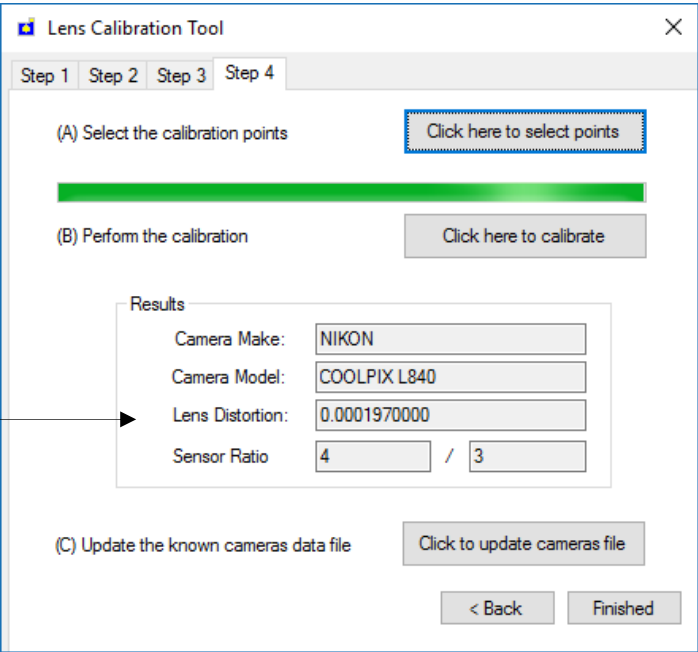 Lens Calibration Tool
Step 1 Step 2 Step 3 Step 4
(A) Select the calibration points Click here to select points
(B) Perform the calibration Click here to calibrate
Results
Camera Make: NIKON
Camera Model: COOLPIX L840
Lens Distortion: 0.0001970000
Sensor Ratio 4 / 3
(C) Update the known cameras data file Click to update cameras file
< Back Finished